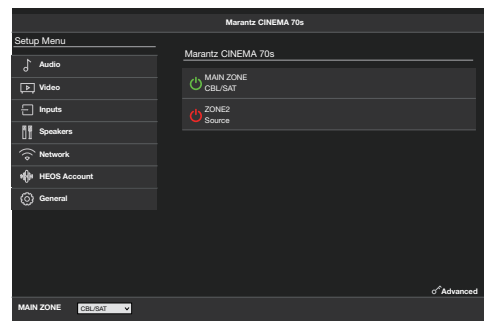 Marantz CINEMA 70s
Setup Menu
Audio
Video
Inputs
Speakers
Network
HEOS Account
General
Marantz CINEMA 70s
MAIN ZONE
CBL/SAT
ZONE2
Source
Advanced
MAIN ZONE CBL/SAT